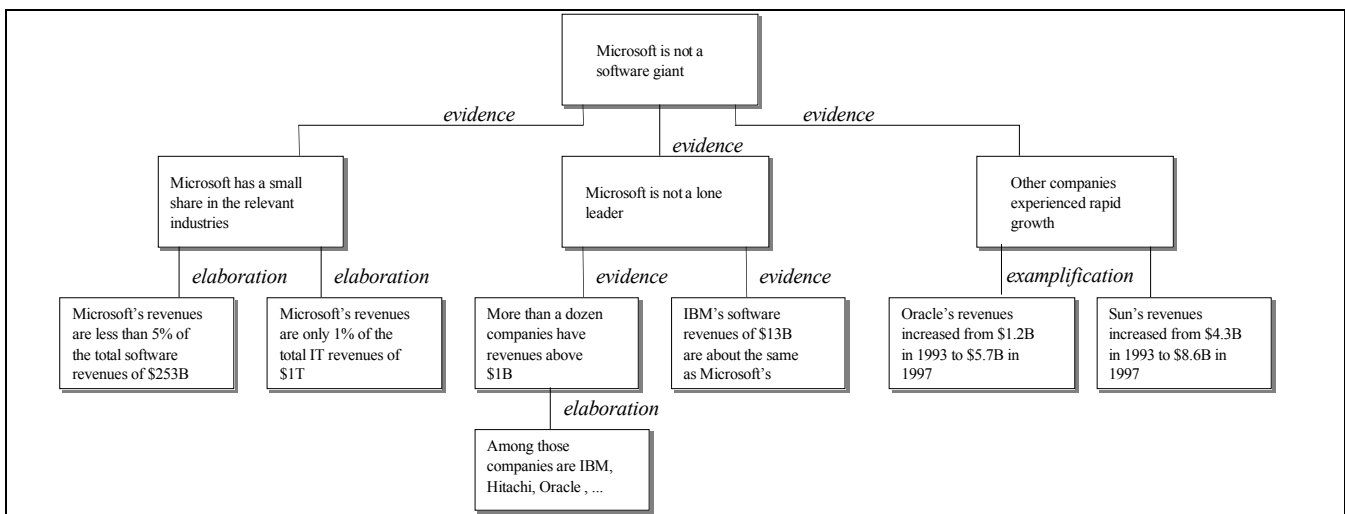 Microsoft is not a
software giant
evidence
evidence
evidence
Microsoft has a small
share in the relevant
industries
Microsoft is not a lone
leader
Other companies
experienced rapid
growth
elaboration
elaboration
evidence
evidence
examplification
Microsoft's revenues
are less than 5% of
the total software
revenues of $253B
Microsoft's revenues
are only 1% of the
total IT revenues of
$1T
More than a dozen
companies have
revenues above
$1B
IBM's software
revenues of $13B
are about the same
as Microsoft's
Oracle's revenues
increased from $1.2B
in 1993 to $5.7B in
1997
Sun's revenues
increased from $4.3B
in 1993 to $8.6B in
1997
elaboration
Among those
companies are IBM,
Hitachi, Oracle , ...